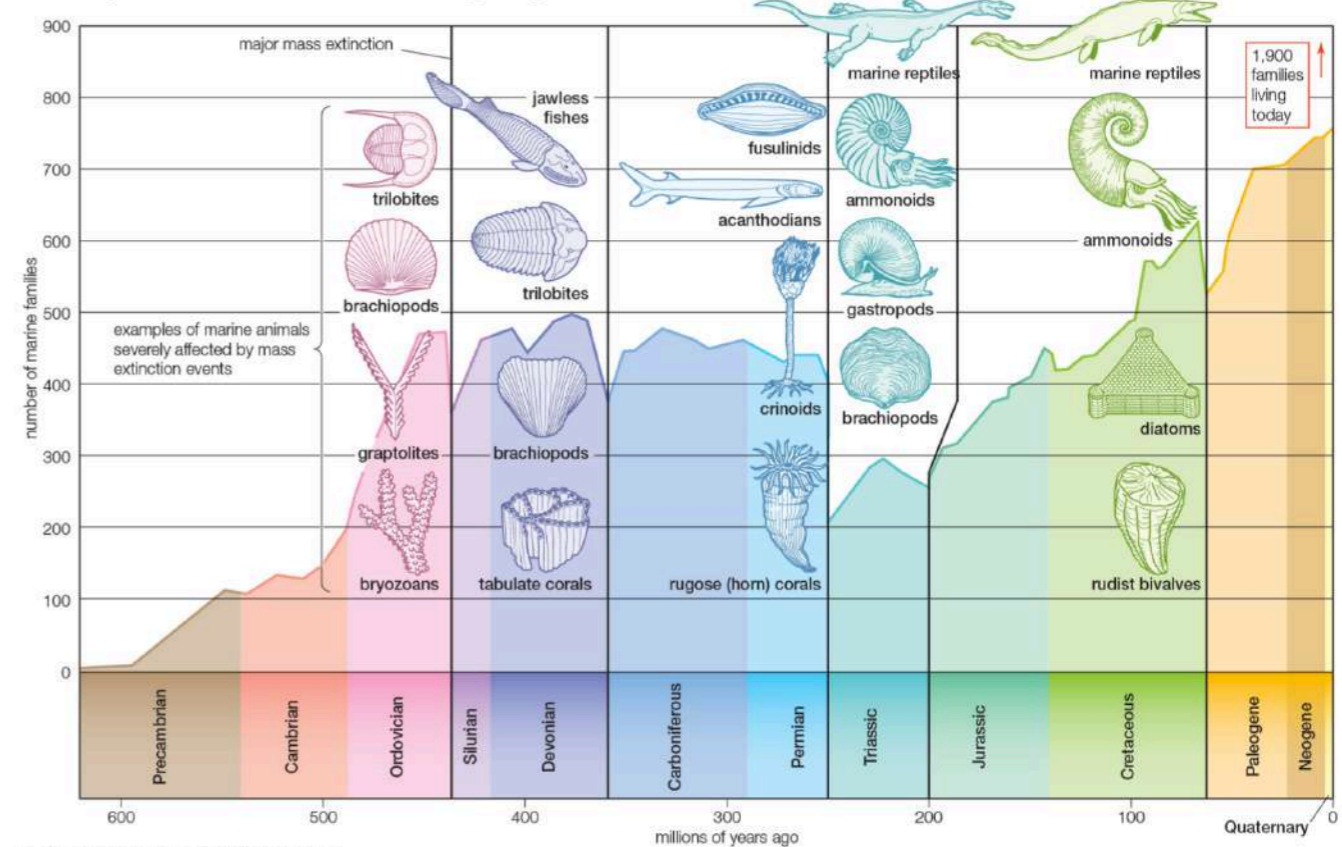 900
800
700
600
500
400
300
200
100
0
number of marine families
major mass extinction
examples of marine animals
severely affected by mass
extinction events
trilobites
brachiopods
graptolites
bryozoans
jawless
fishes
trilobites
brachiopods
tabulate corals
fusulinids
acanthodians
crinoids
rugose (horn) corals
marine reptiles
ammonoids
gastropods
brachiopods
marine reptiles
ammonoids
diatoms
rudist bivalves
1,900
families
living
today
Precambrian
Cambrian
Ordovician
Silurian
Devonian
Carboniferous
Permian
Triassic
Jurassic
Cretaceous
Paleogene
Neogene
Quaternary
600
500
400
300
200
100
0
millions of years ago